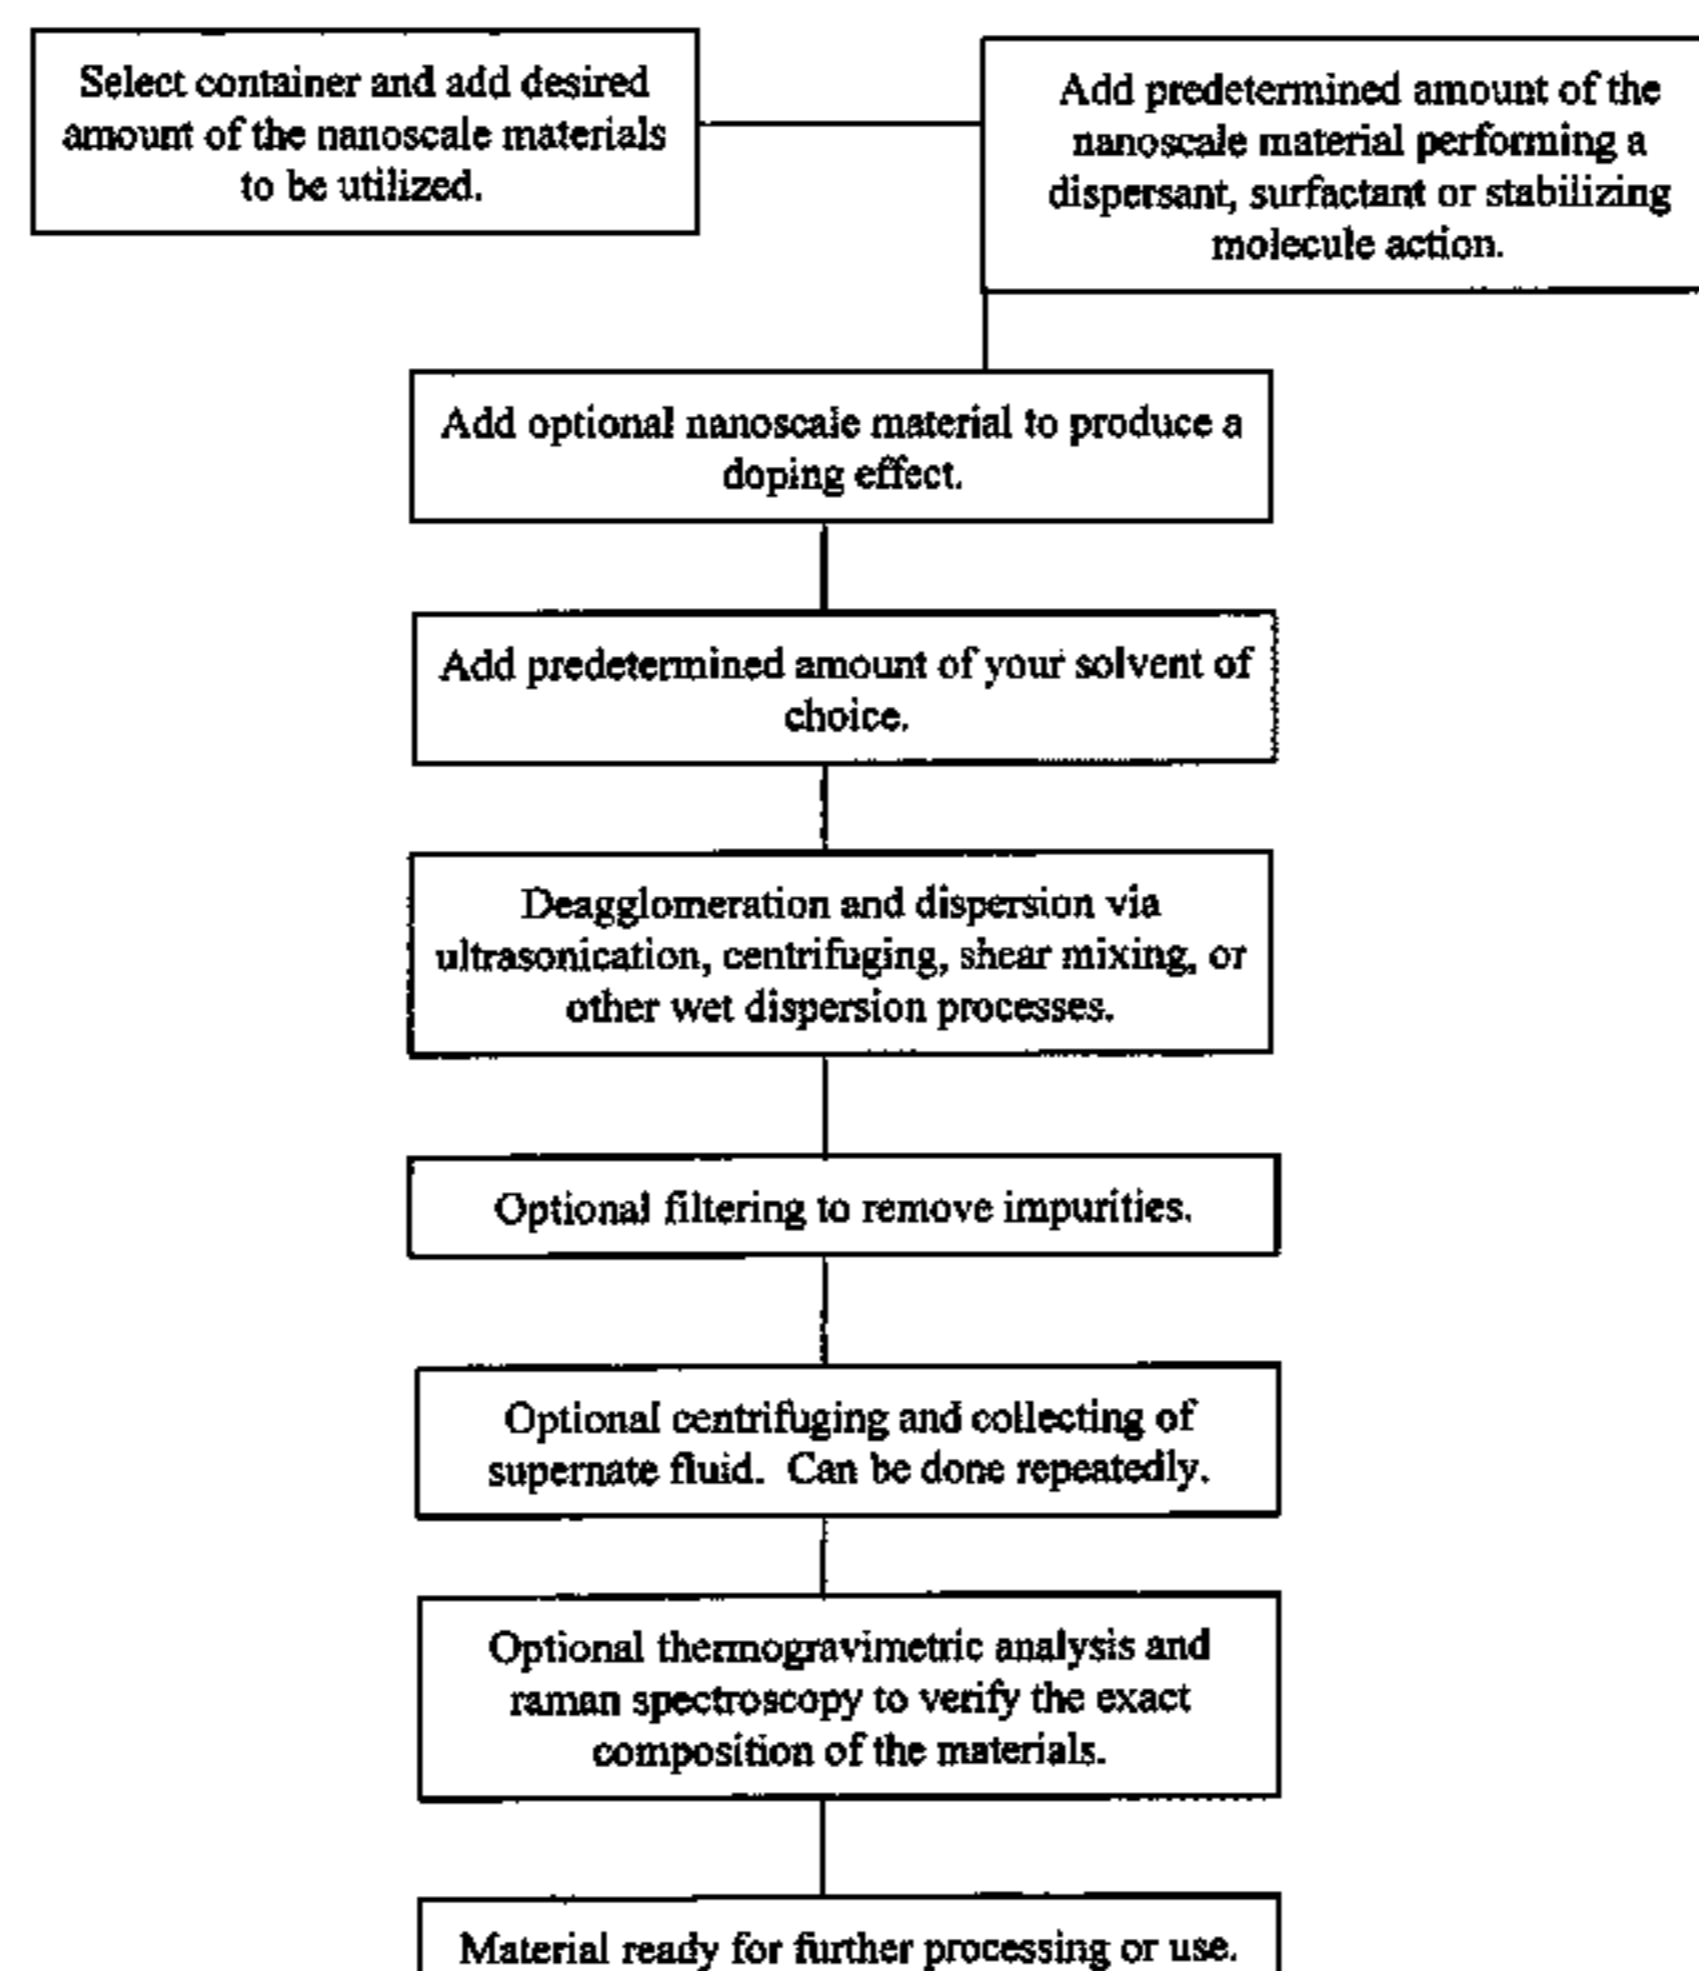 Select container and add desired
amount of the nanoscale materials
to be utilized.
Add predetermined amount of the
nanoscale material performing a
dispersant, surfactant or stabilizing
molecule action.
Add optional nanoscale material to produce a
doping effect.
Add predetermined amount of your solvent of
choice.
Deagglomeration and dispersion via
ultrasonication, centrifuging, shear mixing, or
other wet dispersion processes.
Optional filtering to remove impurities.
Optional centrifuging and collecting of
supernate fluid.  Can be done repeatedly.
Optional thermogravimetric analysis and
raman spectroscopy to verify the exact
composition of the materials.
Material ready for further processing or use.